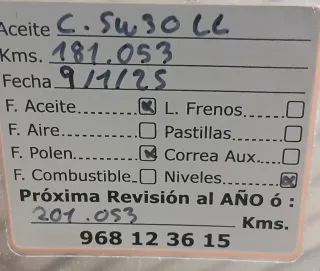 Aceite C. 5W30 LL
Kms. 181.053
Fecha 9/1/25
F. Aceite ☒ L. Frenos ☐
F. Aire ☐ Pastillas ☐
F. Polen ☒ Correa Aux. ☐
F. Combustible ☐ Niveles ☒
Próxima Revisión al AÑO ó :
201.053 Kms.
968 12 36 15